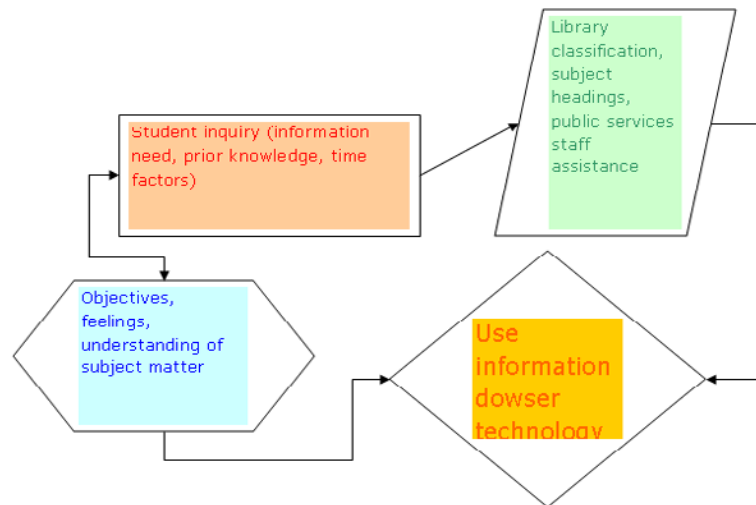 Library
classification,
subject
headings,
public services
staff
assistance
Student inquiry (information
need, prior knowledge, time
factors)
Objectives,
feelings,
understanding of
subject matter
Use
information
dowser
technology